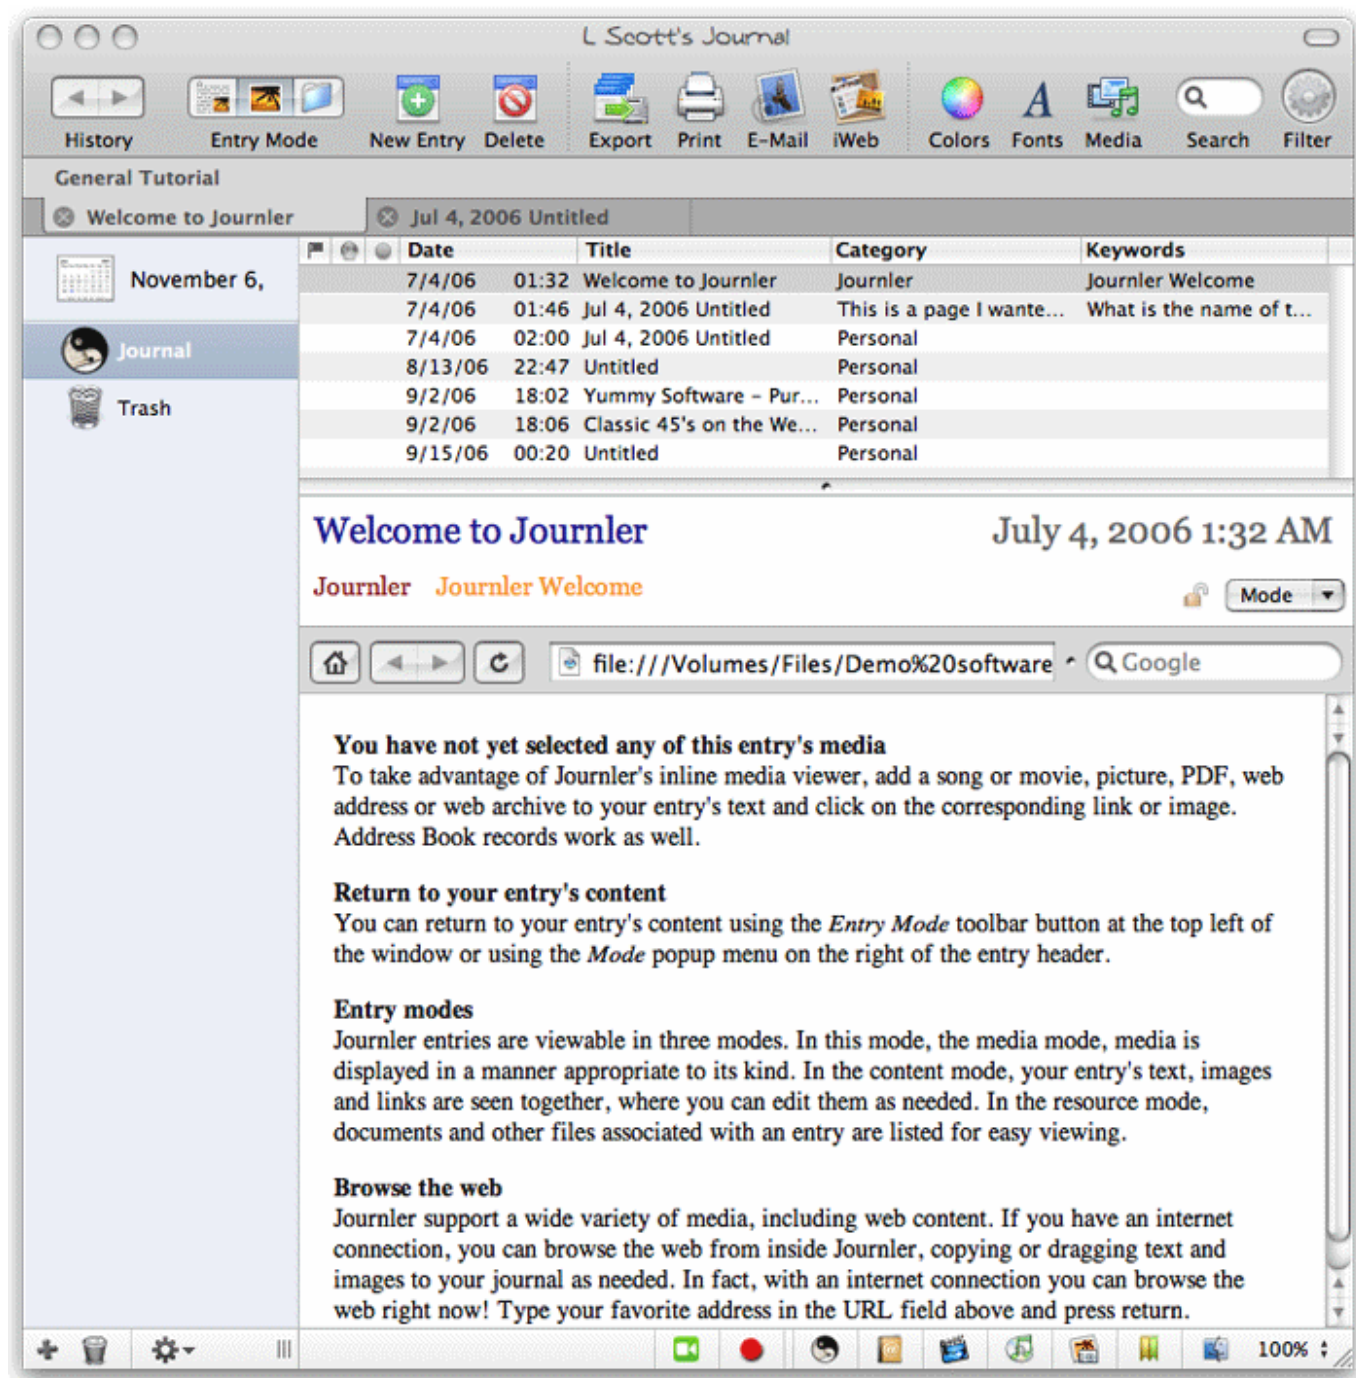 L Scott's Journal
History Entry Mode New Entry Delete Export Print E-Mail iWeb Colors Fonts Media Search Filter
General Tutorial
Welcome to Journler Jul 4, 2006 Untitled
November 6,
Journal
Trash
Date Title Category Keywords
7/4/06 01:32 Welcome to Journler Journler Journler Welcome
7/4/06 01:46 Jul 4, 2006 Untitled This is a page I wante... What is the name of t...
7/4/06 02:00 Jul 4, 2006 Untitled Personal
8/13/06 22:47 Untitled Personal
9/2/06 18:02 Yummy Software – Pur... Personal
9/2/06 18:06 Classic 45's on the We... Personal
9/15/06 00:20 Untitled Personal
Welcome to Journler July 4, 2006 1:32 AM
Journler Journler Welcome
Mode
file:///Volumes/Files/Demo%20software Google
You have not yet selected any of this entry's media
To take advantage of Journler's inline media viewer, add a song or movie, picture, PDF, web
address or web archive to your entry's text and click on the corresponding link or image.
Address Book records work as well.
Return to your entry's content
You can return to your entry's content using the Entry Mode toolbar button at the top left of
the window or using the Mode popup menu on the right of the entry header.
Entry modes
Journler entries are viewable in three modes. In this mode, the media mode, media is
displayed in a manner appropriate to its kind. In the content mode, your entry's text, images
and links are seen together, where you can edit them as needed. In the resource mode,
documents and other files associated with an entry are listed for easy viewing.
Browse the web
Journler support a wide variety of media, including web content. If you have an internet
connection, you can browse the web from inside Journler, copying or dragging text and
images to your journal as needed. In fact, with an internet connection you can browse the
web right now! Type your favorite address in the URL field above and press return.
100%